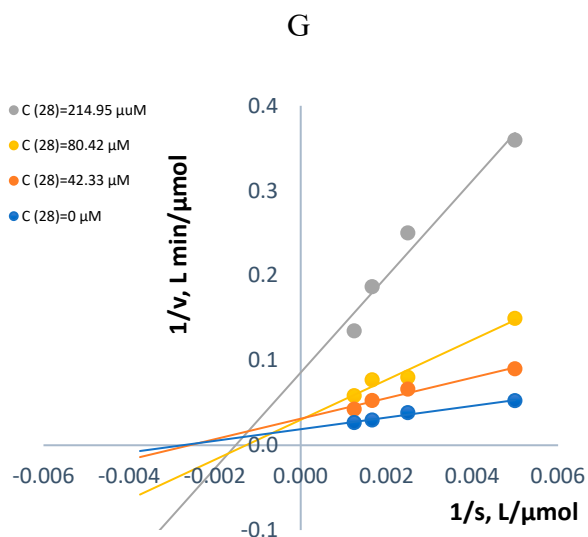 G
C (28)=214.95 µuM
C (28)=80.42 µM
C (28)=42.33 µM
C (28)=0 µM
1/v, L min/µmol
0.4
0.3
0.2
0.1
0.0
-0.1
-0.006 -0.004 -0.002 0.000 0.002 0.004 0.006
1/s, L/µmol